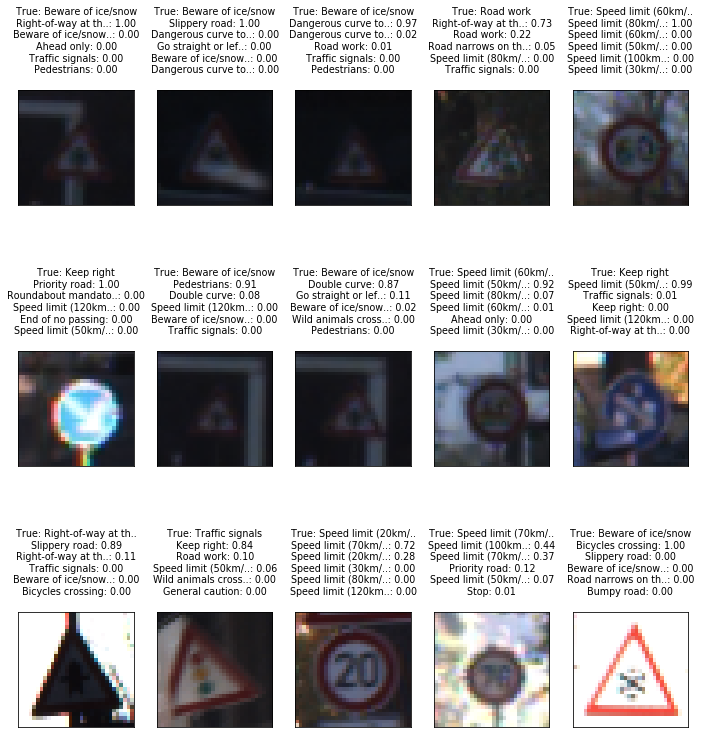 True: Beware of ice/snow
Right-of-way at th..: 1.00
Beware of ice/snow..: 0.00
Ahead only: 0.00
Traffic signals: 0.00
Pedestrians: 0.00
True: Beware of ice/snow
Slippery road: 1.00
Dangerous curve to..: 0.00
Go straight or lef..: 0.00
Beware of ice/snow..: 0.00
Dangerous curve to..: 0.00
True: Beware of ice/snow
Dangerous curve to..: 0.97
Dangerous curve to..: 0.02
Road work: 0.01
Traffic signals: 0.00
Pedestrians: 0.00
True: Road work
Right-of-way at th..: 0.73
Road work: 0.22
Road narrows on th..: 0.05
Speed limit (80km/..: 0.00
Traffic signals: 0.00
True: Speed limit (60km/..
Speed limit (80km/..: 1.00
Speed limit (60km/..: 0.00
Speed limit (50km/..: 0.00
Speed limit (100km..: 0.00
Speed limit (30km/..: 0.00
True: Keep right
Priority road: 1.00
Roundabout mandato..: 0.00
Speed limit (120km..: 0.00
End of no passing: 0.00
Speed limit (50km/..: 0.00
True: Beware of ice/snow
Pedestrians: 0.91
Double curve: 0.08
Speed limit (120km..: 0.00
Beware of ice/snow..: 0.00
Traffic signals: 0.00
True: Beware of ice/snow
Double curve: 0.87
Go straight or lef..: 0.11
Beware of ice/snow..: 0.02
Wild animals cross..: 0.00
Pedestrians: 0.00
True: Speed limit (60km/..
Speed limit (50km/..: 0.92
Speed limit (80km/..: 0.07
Speed limit (60km/..: 0.01
Ahead only: 0.00
Speed limit (30km/..: 0.00
True: Keep right
Speed limit (50km/..: 0.99
Traffic signals: 0.01
Keep right: 0.00
Speed limit (120km..: 0.00
Right-of-way at th..: 0.00
True: Right-of-way at th..
Slippery road: 0.89
Right-of-way at th..: 0.11
Traffic signals: 0.00
Beware of ice/snow..: 0.00
Bicycles crossing: 0.00
True: Traffic signals
Keep right: 0.84
Road work: 0.10
Speed limit (50km/..: 0.06
Wild animals cross..: 0.00
General caution: 0.00
True: Speed limit (20km/..
Speed limit (70km/..: 0.72
Speed limit (20km/..: 0.28
Speed limit (30km/..: 0.00
Speed limit (80km/..: 0.00
Speed limit (120km..: 0.00
20
True: Speed limit (70km/..
Speed limit (100km..: 0.44
Speed limit (70km/..: 0.37
Priority road: 0.12
Speed limit (50km/..: 0.07
Stop: 0.01
True: Beware of ice/snow
Bicycles crossing: 1.00
Slippery road: 0.00
Beware of ice/snow..: 0.00
Road narrows on th..: 0.00
Bumpy road: 0.00